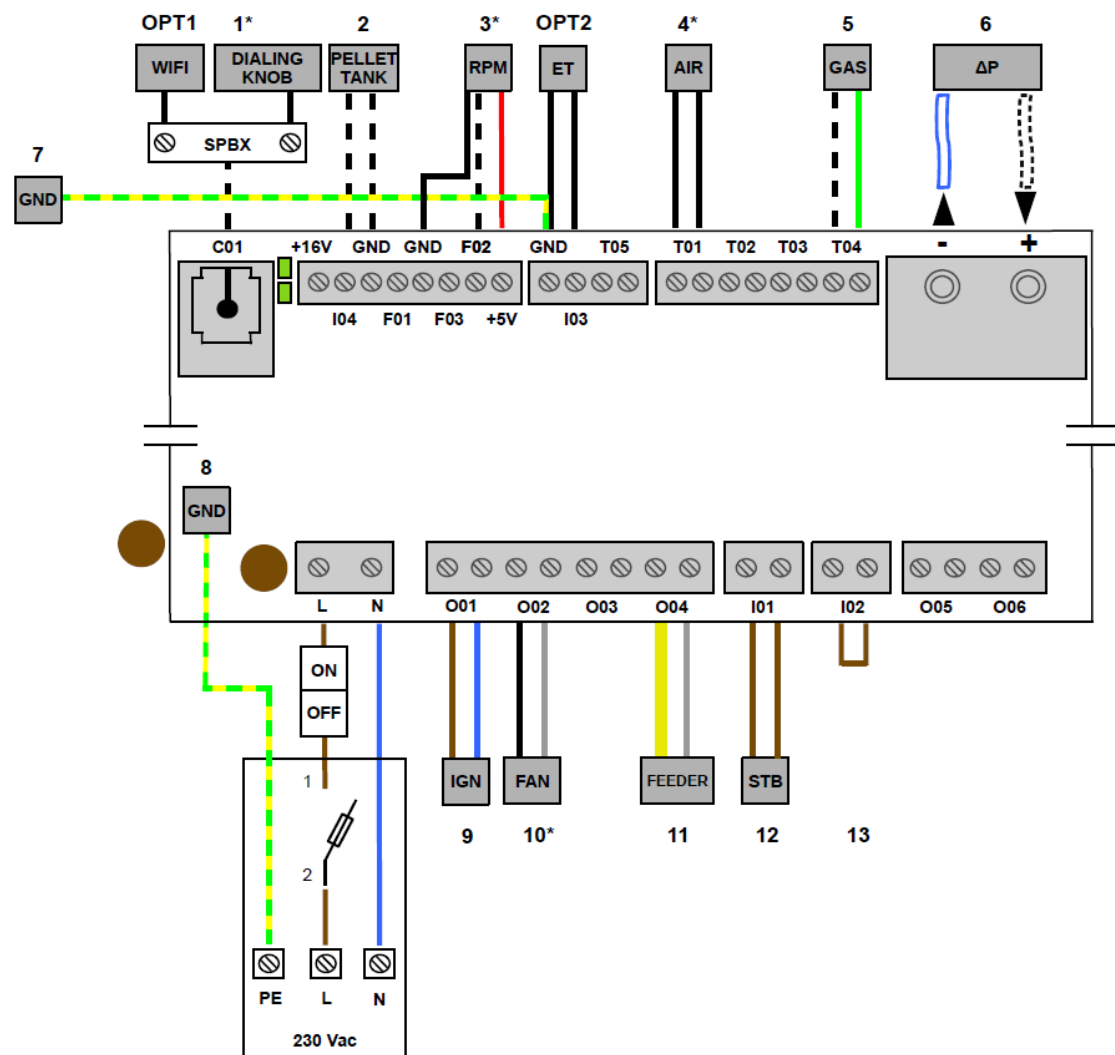 OPT1 1* 2 3* OPT2 4* 5 6
WIFI DIALING KNOB PELLET TANK RPM ET AIR GAS ΔP
SPBX
7
GND
C01 +16V GND GND F02 GND T05 T01 T02 T03 T04 - +
I04 F01 F03 +5V I03
8
GND
L N O01 O02 O03 O04 I01 I02 O05 O06
ON
OFF
IGN FAN FEEDER STB
1
9 10* 11 12 13
2
PE L N
230 Vac